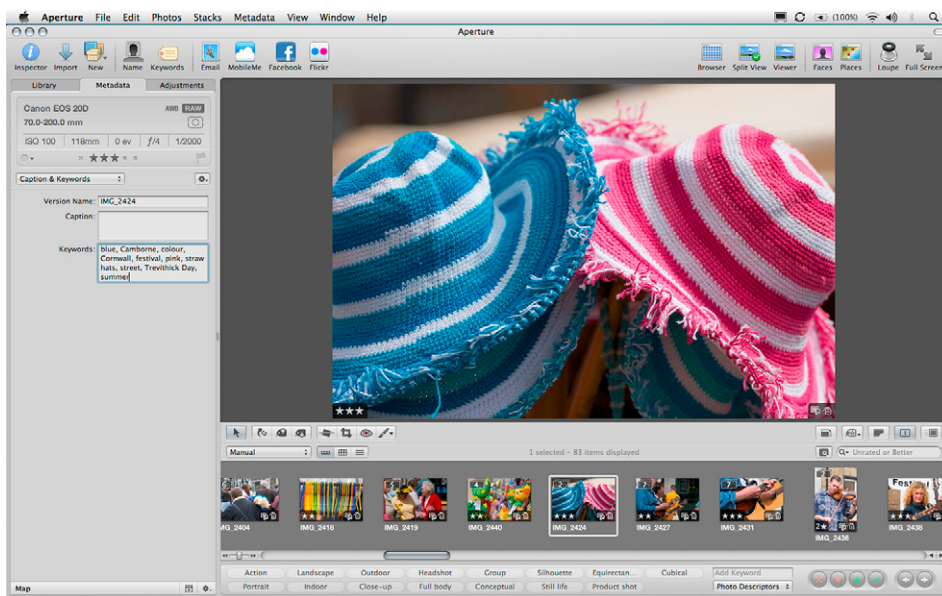 Aperture File Edit Photos Stacks Metadata View Window Help (100%)
Aperture
Inspector Import New Name Keywords Email MobileMe Facebook Flickr Browser Split View Viewer Faces Places Loupe Full Screen
Library Metadata Adjustments
Canon EOS 20D AWB RAW
70.0-200.0 mm
ISO 100 118mm 0 ev f/4 1/2000
Caption & Keywords
Version Name: IMG_2424
Caption:
Keywords: blue, Camborne, colour,
Cornwall, festival, pink, straw
hats, street, Trevithick Day,
summer
Manual 1 selected - 83 items displayed Unrated or Better
7 7
2
Festival
IMG_2404 IMG_2418 IMG_2419 IMG_2440 IMG_2424 IMG_2427 IMG_2431 IMG_2438
IMG_2436
Action Landscape Outdoor Headshot Group Silhouette Equirectan... Cubical Add Keyword
Portrait Indoor Close-up Full body Conceptual Still life Product shot Photo Descriptors
Map